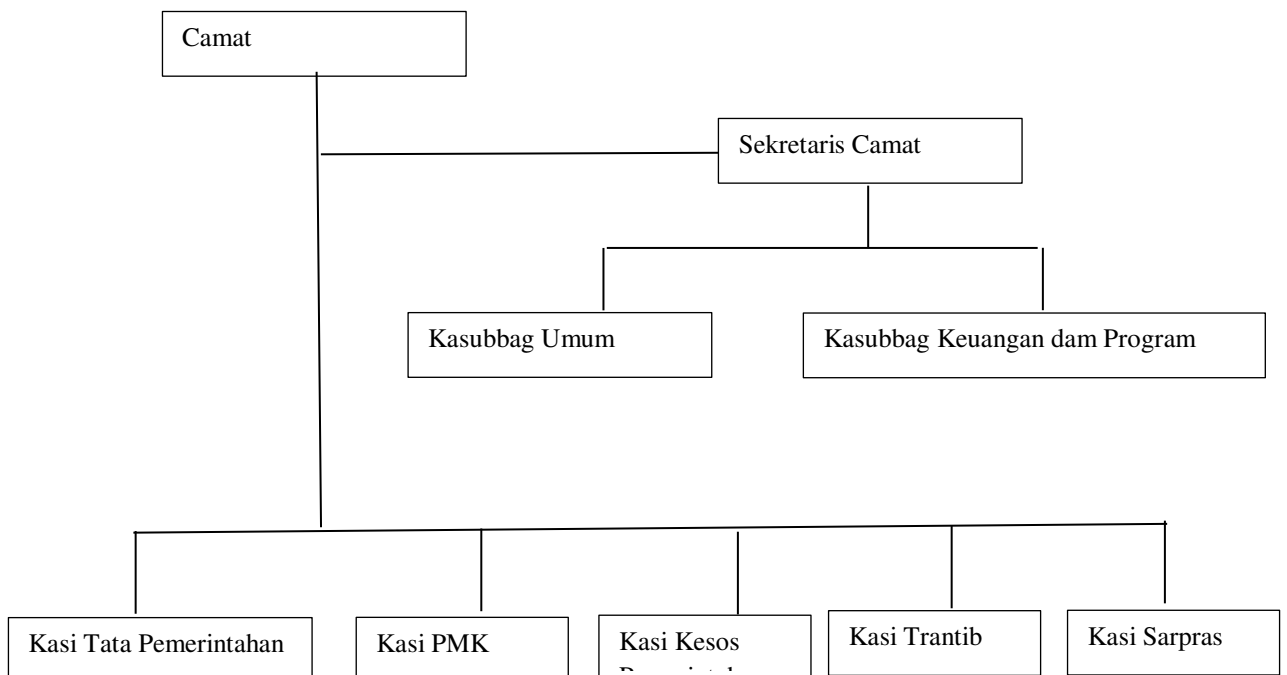 Camat
Sekretaris Camat
Kasubbag Umum
Kasubbag Keuangan dam Program
Kasi Tata Pemerintahan
Kasi PMK
Kasi Kesos
Kasi Trantib
Kasi Sarpras